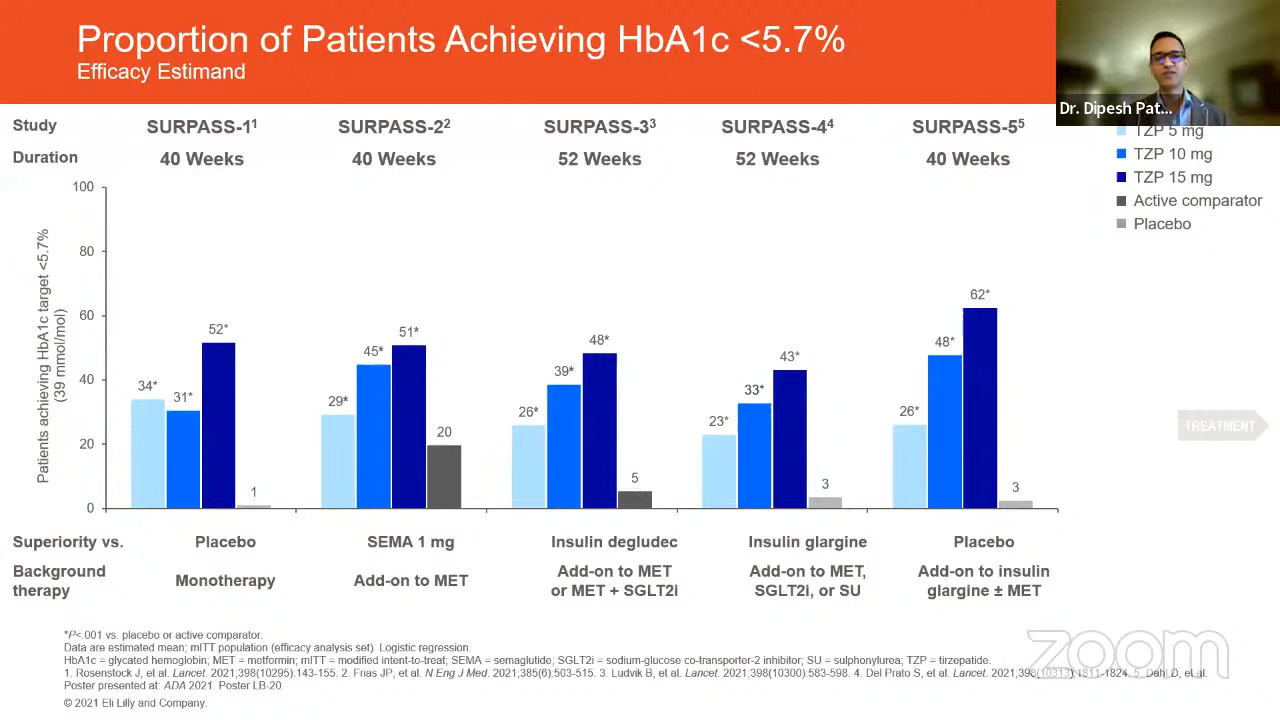 Proportion of Patients Achieving HbA1c <5.7%
Efficacy Estimand
Dr. Dipesh Pat...
Study
SURPASS-1¹
SURPASS-2²
SURPASS-3³
SURPASS-4⁴
SURPASS-5⁵
Duration
40 Weeks
40 Weeks
52 Weeks
52 Weeks
40 Weeks
TZP 5 mg
TZP 10 mg
TZP 15 mg
Active comparator
Placebo
Patients achieving HbA1c target <5.7%
(39 mmol/mol)
100
80
60
40
20
0
34*
31*
52*
1
29*
45*
51*
20
26*
39*
48*
5
23*
33*
43*
3
26*
48*
62*
3
TREATMENT
Superiority vs.
Placebo
SEMA 1 mg
Insulin degludec
Insulin glargine
Placebo
Background
therapy
Monotherapy
Add-on to MET
Add-on to MET
or MET + SGLT2i
Add-on to MET,
SGLT2i, or SU
Add-on to insulin
glargine ± MET
*P<.001 vs. placebo or active comparator.
Data are estimated mean; mITT population (efficacy analysis set). Logistic regression.
HbA1c = glycated hemoglobin; MET = metformin; mITT = modified intent-to-treat; SEMA = semaglutide; SGLT2i = sodium-glucose co-transporter-2 inhibitor; SU = sulphonylurea; TZP = tirzepatide.
1. Rosenstock J, et al. Lancet. 2021;398(10295):143-155. 2. Frias JP, et al. N Eng J Med. 2021;385(6):503-515. 3. Ludvik B, et al. Lancet. 2021;398(10300):583-598. 4. Del Prato S, et al. Lancet. 2021;398(10313):1811-1824. 5. Dahl D, et al.
Poster presented at: ADA 2021. Poster LB-20.
© 2021 Eli Lilly and Company.
zoom